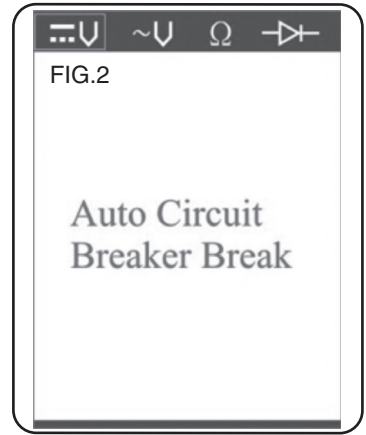 ⎓V ~V Ω
FIG.2
Auto Circuit
Breaker Break